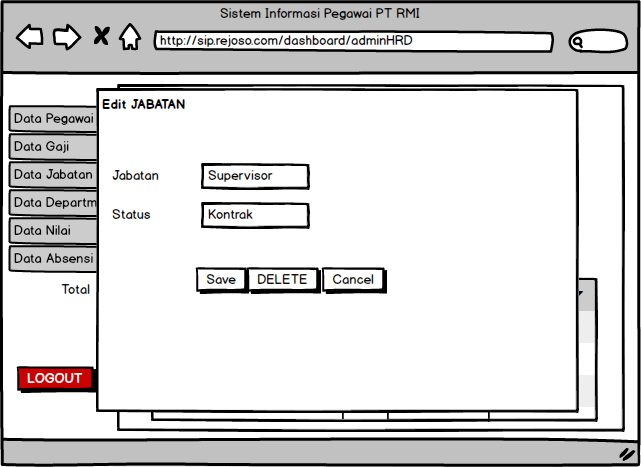 Sistem Informasi Pegawai PT RMI
http://sip.rejoso.com/dashboard/adminHRD
Edit JABATAN
Data Pegawai
Data Gaji
Data Jabatan
Data Departm
Data Nilai
Data Absensi
Total
LOGOUT
Jabatan
Supervisor
Status
Kontrak
Save
DELETE
Cancel